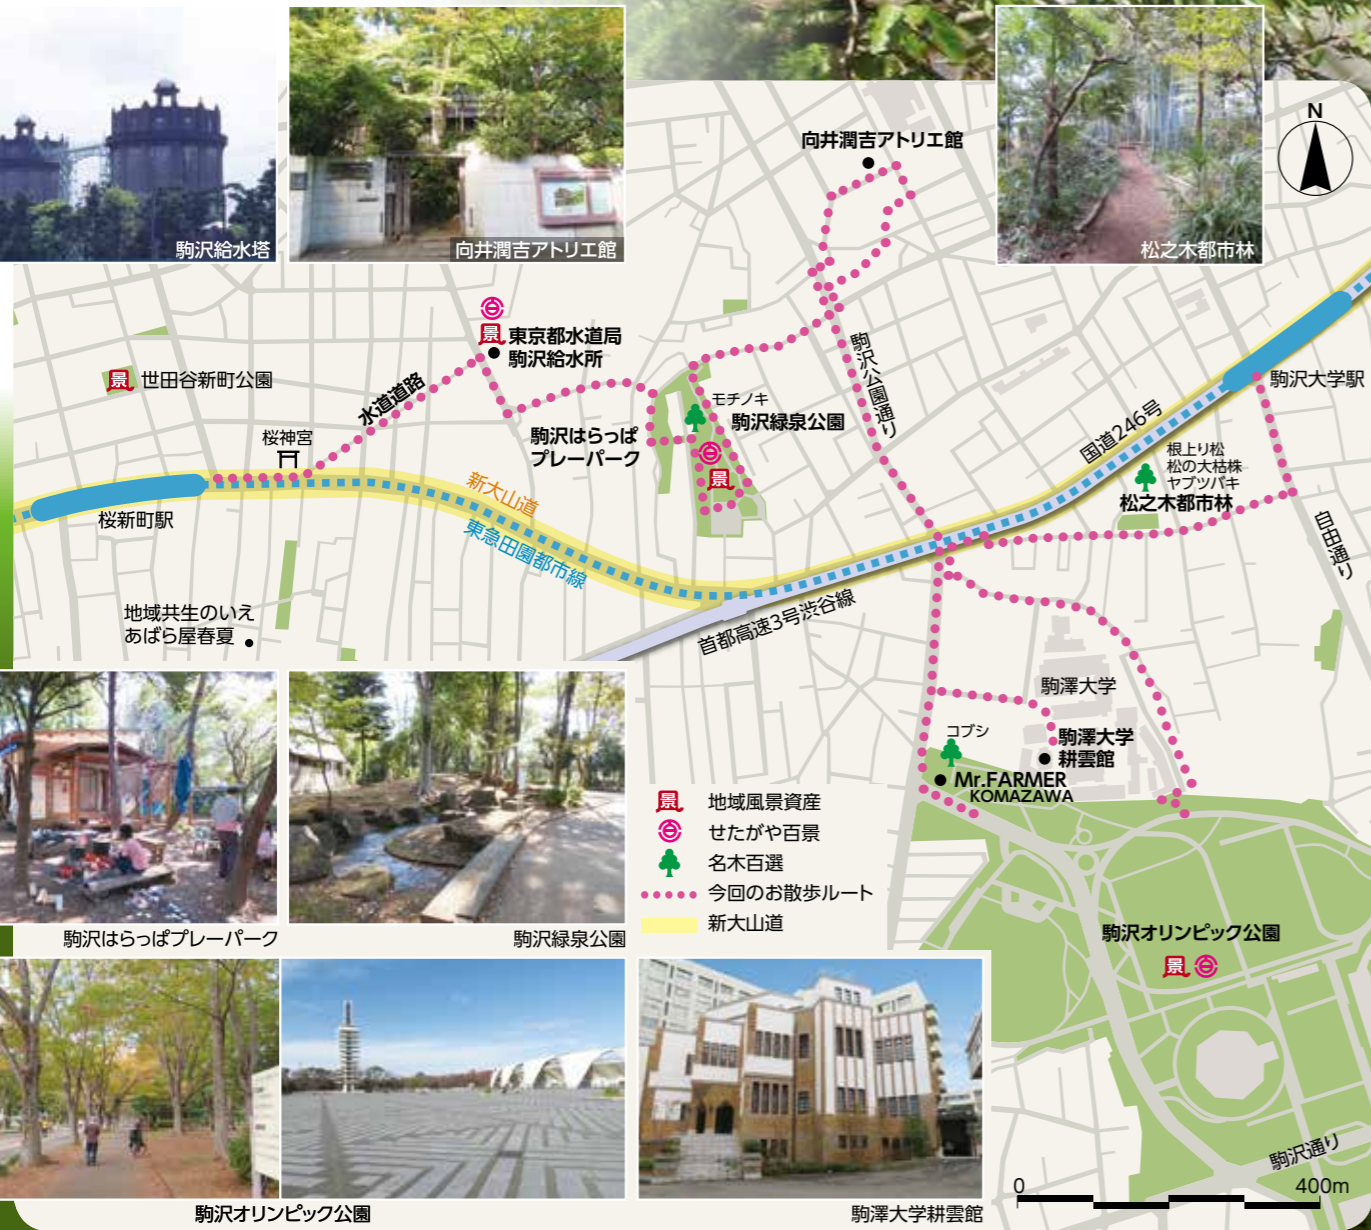 駒沢給水塔
向井潤吉アトリエ館
松之木都市林
N
向井潤吉アトリエ館
景 東京都水道局
駒沢給水所
景 世田谷新町公園
水道道路
桜神宮
駒沢公園通り
駒沢大学駅
モチノキ
駒沢緑泉公園
駒沢はらっぱ
プレーパーク
景
国道246号
根上り松
松の大枯株
ヤブツバキ
松之木都市林
新大山道
東急田園都市線
桜新町駅
自由通り
首都高速3号渋谷線
地域共生のいえ
あばら屋春夏
駒澤大学
コブシ
駒澤大学
耕雲館
Mr.FARMER
KOMAZAWA
景 地域風景資産
せたがや百景
名木百選
今回のお散歩ルート
新大山道
駒沢はらっぱプレーパーク
駒沢緑泉公園
駒沢オリンピック公園
景
駒沢通り
0 400m
駒沢オリンピック公園
駒澤大学耕雲館